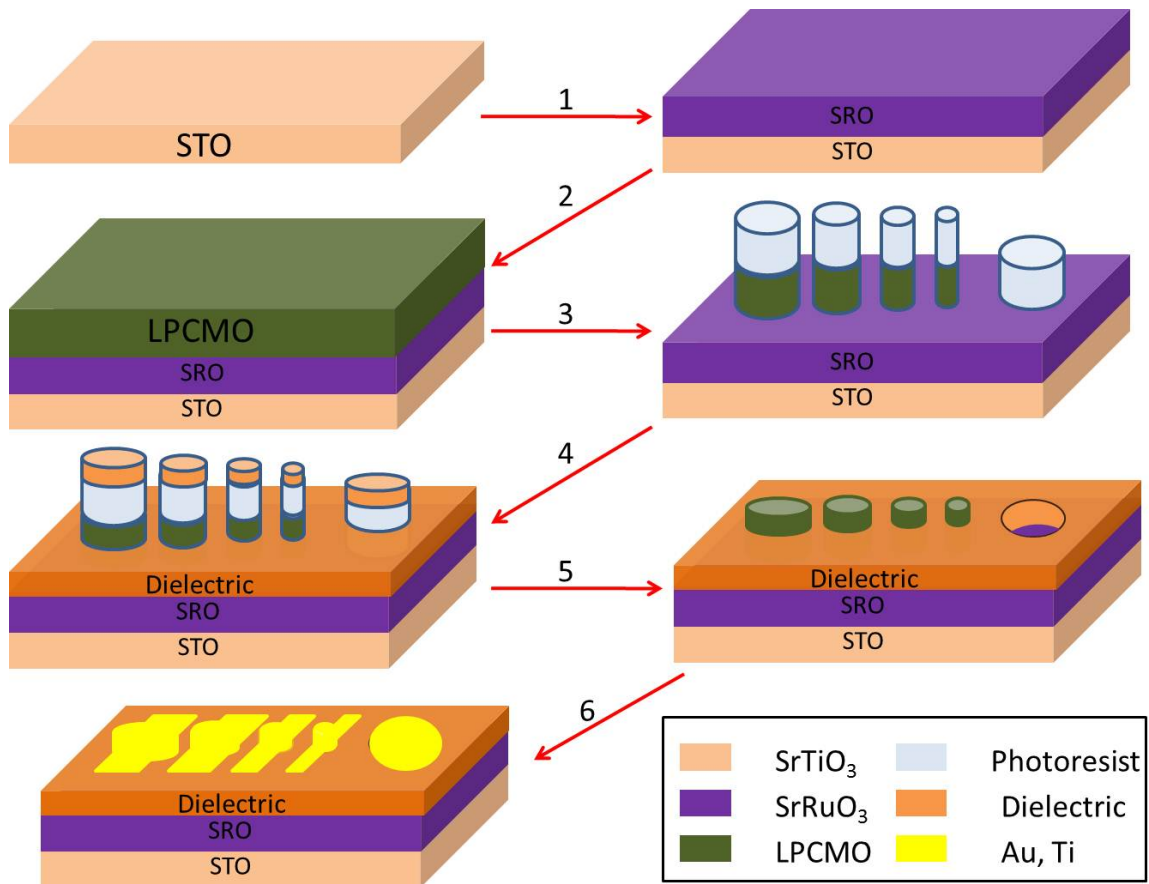 STO
1
SRO
STO
2
LPCMO
SRO
STO
3
SRO
STO
4
Dielectric
SRO
STO
5
Dielectric
SRO
STO
6
Dielectric
SRO
STO
SrTiO₃
Photoresist
SrRuO₃
Dielectric
LPCMO
Au, Ti